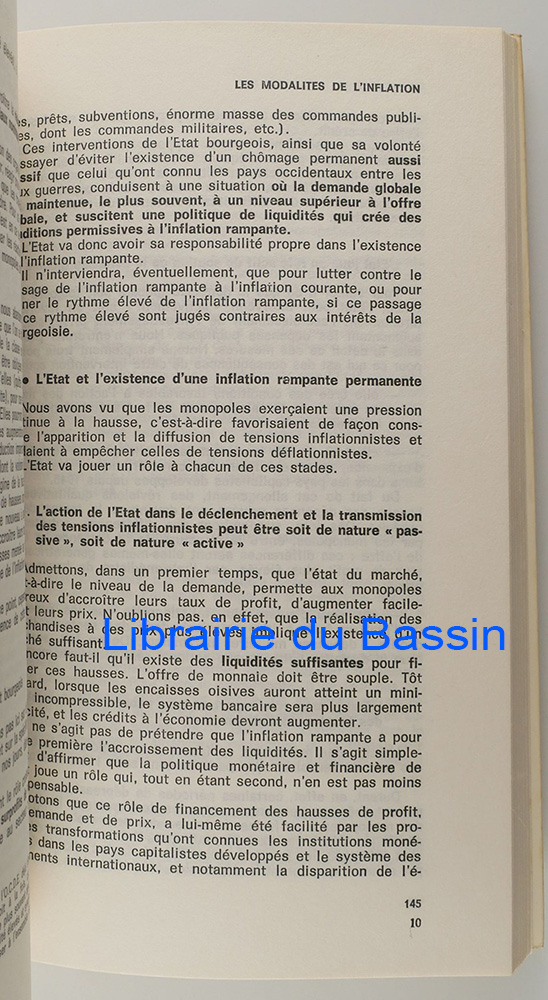 LES MODALITES DE L'INFLATION
es, prêts, subventions, énorme masse des commandes publi-
es, dont les commandes militaires, etc.).
Ces interventions de l'Etat bourgeois, ainsi que sa volonté
ssayer d'éviter l'existence d'un chômage permanent aussi
ssif que celui qu'ont connu les pays occidentaux entre les
ux guerres, conduisent à une situation où la demande globale
maintenue, le plus souvent, à un niveau supérieur à l'offre
bale, et suscitent une politique de liquidités qui crée des
ditions permissives à l'inflation rampante.
L'Etat va donc avoir sa responsabilité propre dans l'existence
l'inflation rampante.
Il n'interviendra, éventuellement, que pour lutter contre le
sage de l'inflation rampante à l'inflation courante, ou pour
ner le rythme élevé de l'inflation rampante, si ce passage
ce rythme élevé sont jugés contraires aux intérêts de la
rgeoisie.
● L'Etat et l'existence d'une inflation rampante permanente
Nous avons vu que les monopoles exerçaient une pression
tinue à la hausse, c'est-à-dire favorisaient de façon cons-
e l'apparition et la diffusion de tensions inflationnistes et
laient à empêcher celles de tensions déflationnistes.
L'Etat va jouer un rôle à chacun de ces stades.
. L'action de l'Etat dans le déclenchement et la transmission
des tensions inflationnistes peut être soit de nature « pas-
sive », soit de nature « active »
Admettons, dans un premier temps, que l'état du marché,
t-à-dire le niveau de la demande, permette aux monopoles
reux d'accroître leurs taux de profit, d'augmenter facile-
t leurs prix. N'oublions pas, en effet, que la réalisation des
chandises à des prix plus élevés implique l'existence d'un
ché suffisant.
Librairie du Bassin
ncore faut-il qu'il existe des liquidités suffisantes pour fi-
er ces hausses. L'offre de monnaie doit être souple. Tôt
ard, lorsque les encaisses oisives auront atteint un mini-
incompressible, le système bancaire sera plus largement
cité, et les crédits à l'économie devront augmenter.
ne s'agit pas de prétendre que l'inflation rampante a pour
e première l'accroissement des liquidités. Il s'agit simple-
d'affirmer que la politique monétaire et financière de
joue un rôle qui, tout en étant second, n'en est pas moins
pensable.
otons que ce rôle de financement des hausses de profit,
emande et de prix, a lui-même été facilité par les pro-
es transformations qu'ont connues les institutions moné-
s dans les pays capitalistes développés et le système des
ments internationaux, et notamment la disparition de l'é-
145
10